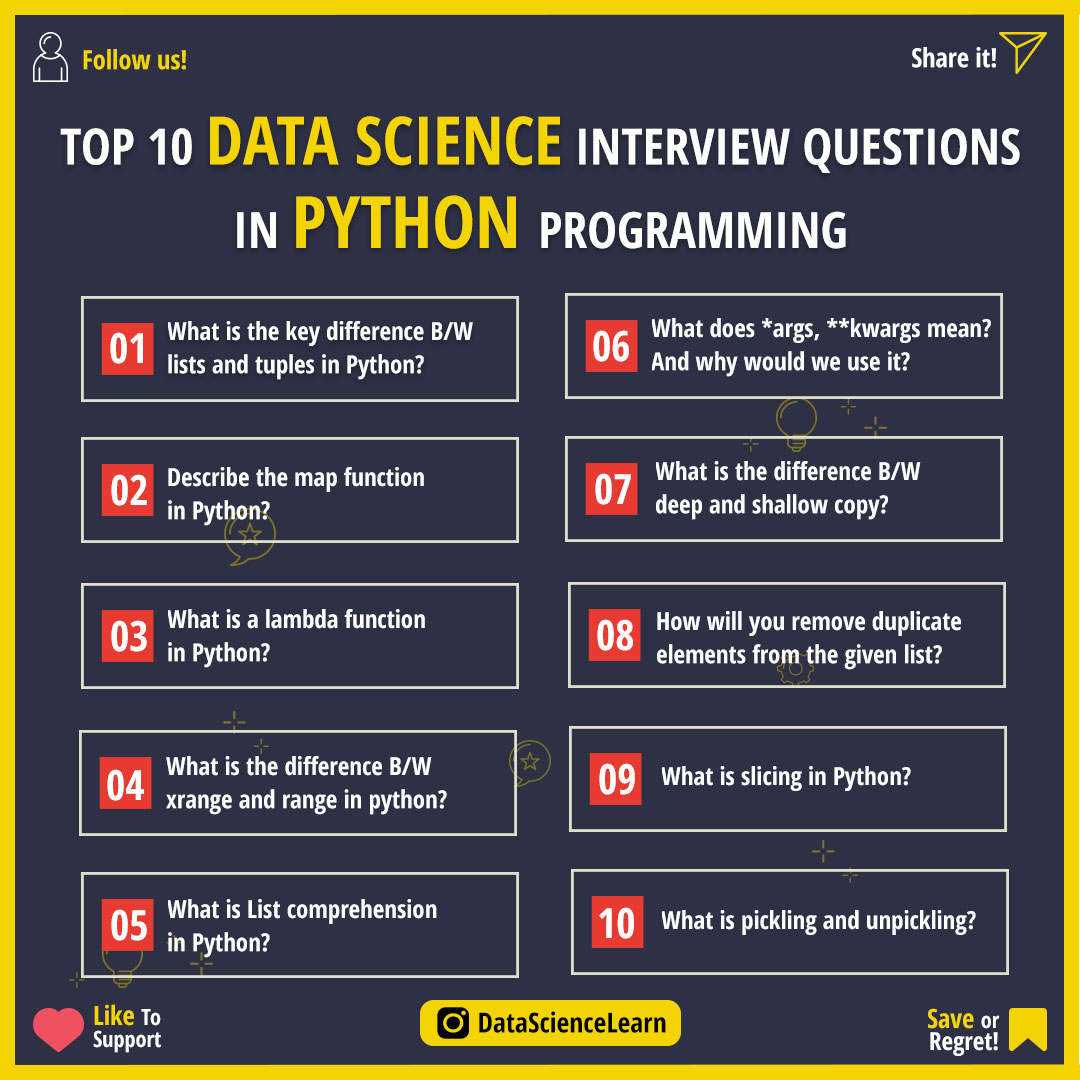 Follow us!
Share it!
TOP 10 DATA SCIENCE INTERVIEW QUESTIONS
IN PYTHON PROGRAMMING
01
What is the key difference B/W
lists and tuples in Python?
02
Describe the map function
in Python?
03
What is a lambda function
in Python?
04
What is the difference B/W
xrange and range in python?
05
What is List comprehension
in Python?
06
What does *args, **kwargs mean?
And why would we use it?
07
What is the difference B/W
deep and shallow copy?
08
How will you remove duplicate
elements from the given list?
09
What is slicing in Python?
10
What is pickling and unpickling?
Like To
Support
DataScienceLearn
Save or
Regret!